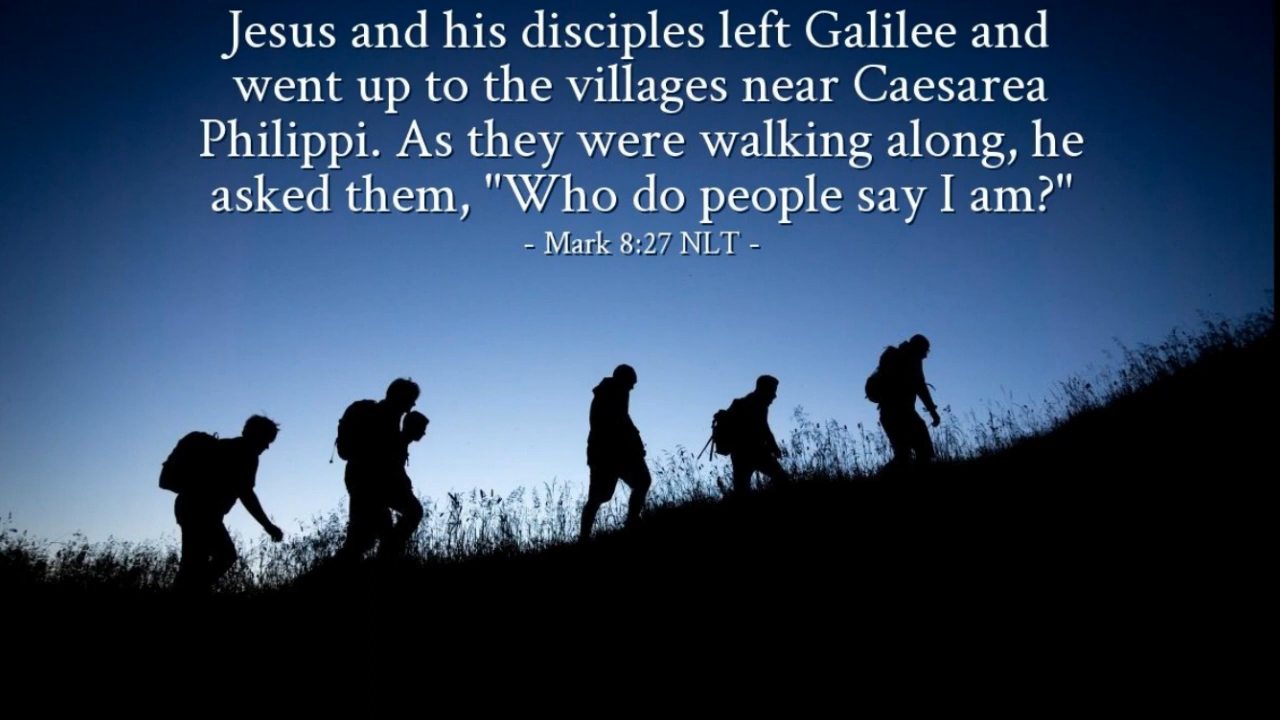 Jesus and his disciples left Galilee and
went up to the villages near Caesarea
Philippi. As they were walking along, he
asked them, "Who do people say I am?"
- Mark 8:27 NLT -